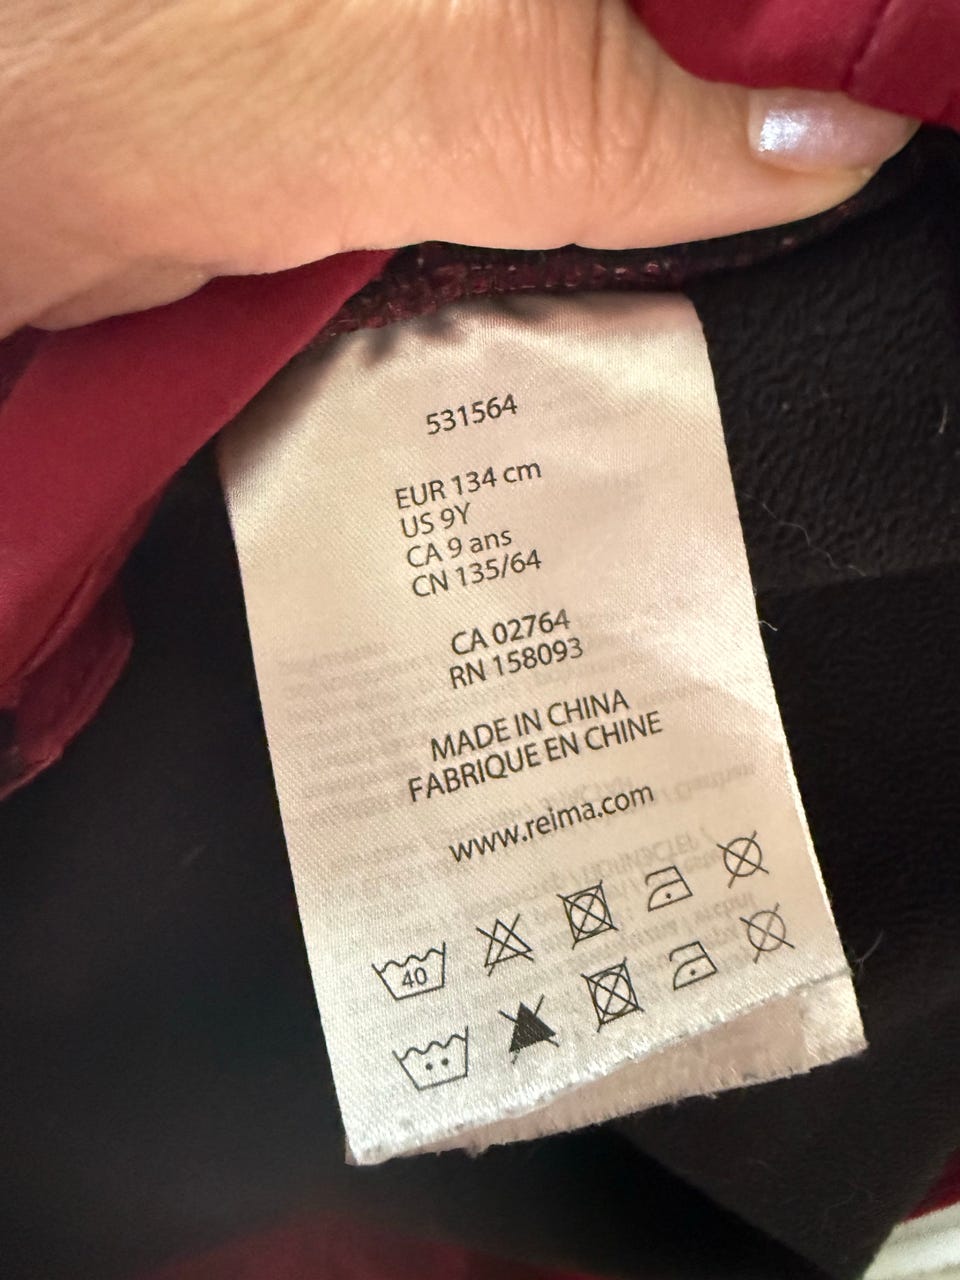 531564
EUR 134 cm
US 9Y
CA 9 ans
CN 135/64
CA 02764
RN 158093
MADE IN CHINA
FABRIQUE EN CHINE
www.reima.com
40